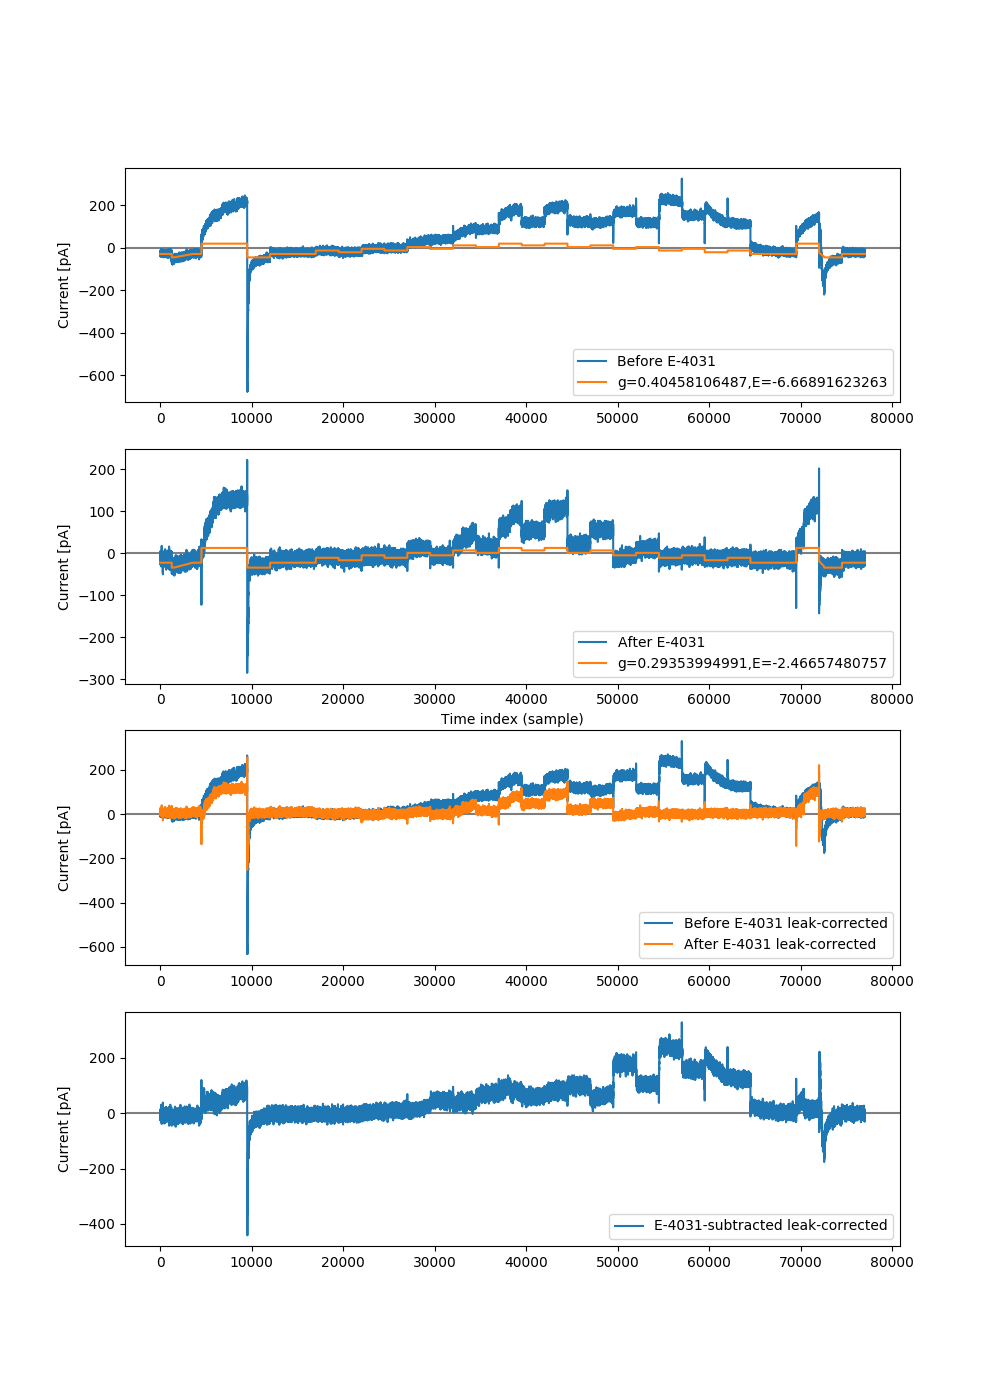 200
0
−200
−400
−600
Current [pA]
Before E-4031
g=0.40458106487,E=-6.66891623263
0 10000 20000 30000 40000 50000 60000 70000 80000
200
100
0
−100
−200
−300
Current [pA]
After E-4031
g=0.29353994991,E=-2.46657480757
0 10000 20000 30000 40000 50000 60000 70000 80000
Time index (sample)
200
0
−200
−400
−600
Current [pA]
Before E-4031 leak-corrected
After E-4031 leak-corrected
0 10000 20000 30000 40000 50000 60000 70000 80000
200
0
−200
−400
Current [pA]
E-4031-subtracted leak-corrected
0 10000 20000 30000 40000 50000 60000 70000 80000